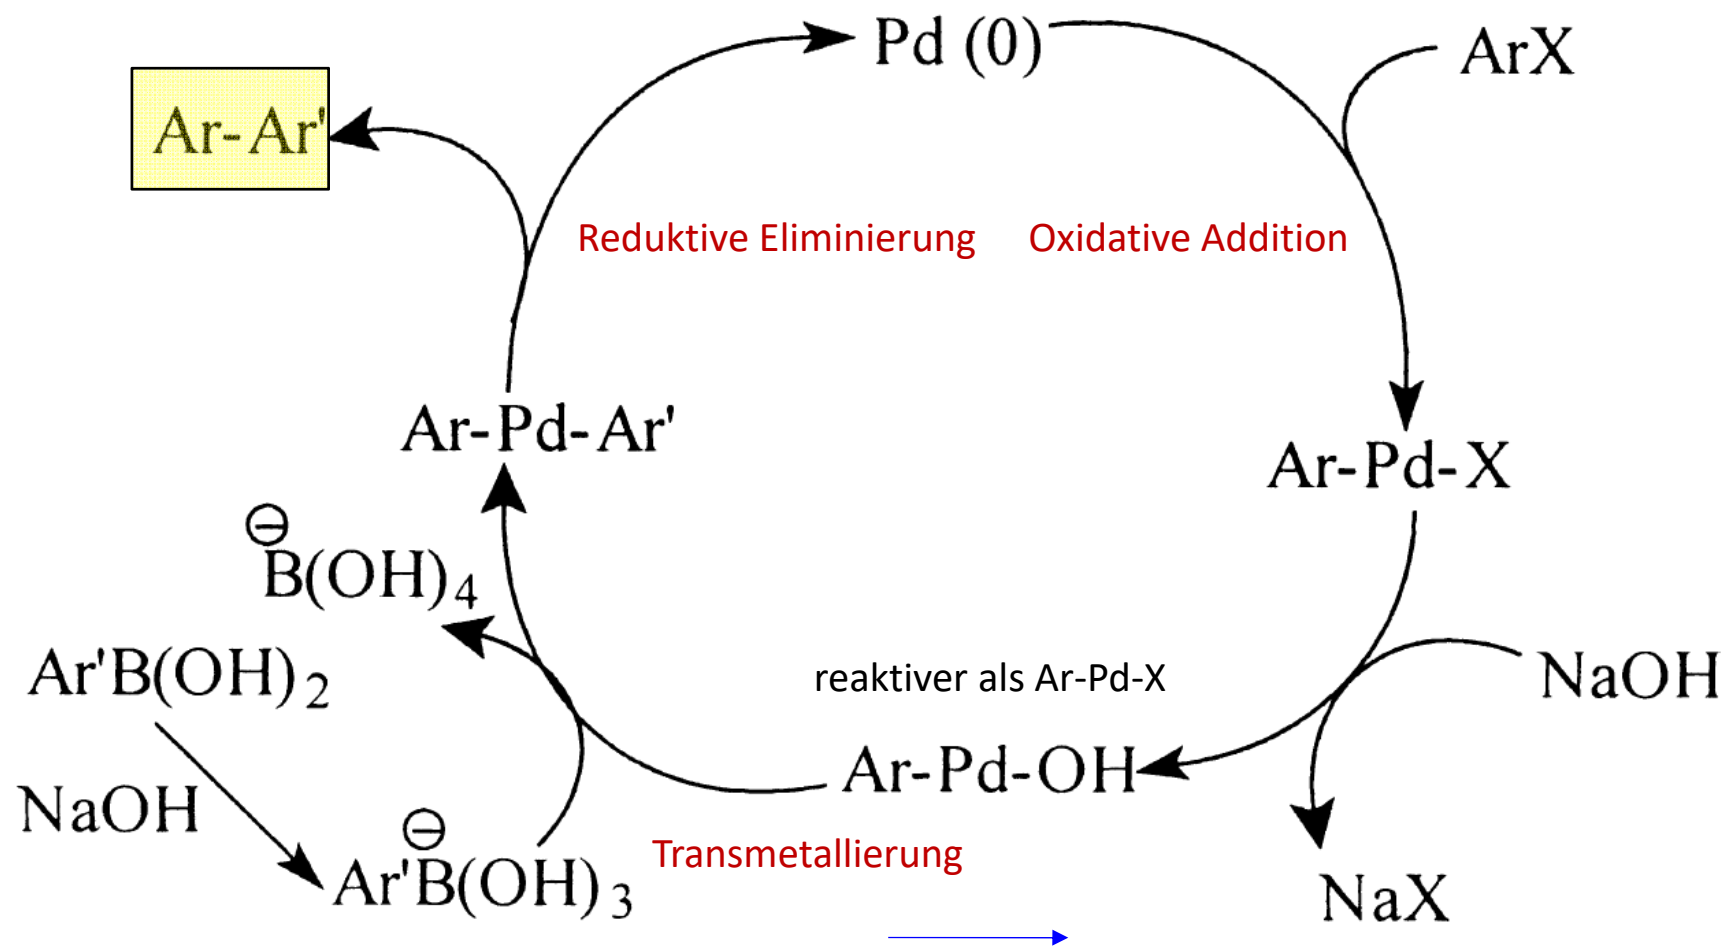 Pd (0)
ArX
Ar-Ar'
Reduktive Eliminierung
Oxidative Addition
Ar-Pd-Ar'
Ar-Pd-X
⊖
B(OH)₄
Ar'B(OH)₂
reaktiver als Ar-Pd-X
NaOH
Ar-Pd-OH
NaOH
⊖
Transmetallierung
Ar'B(OH)₃
NaX